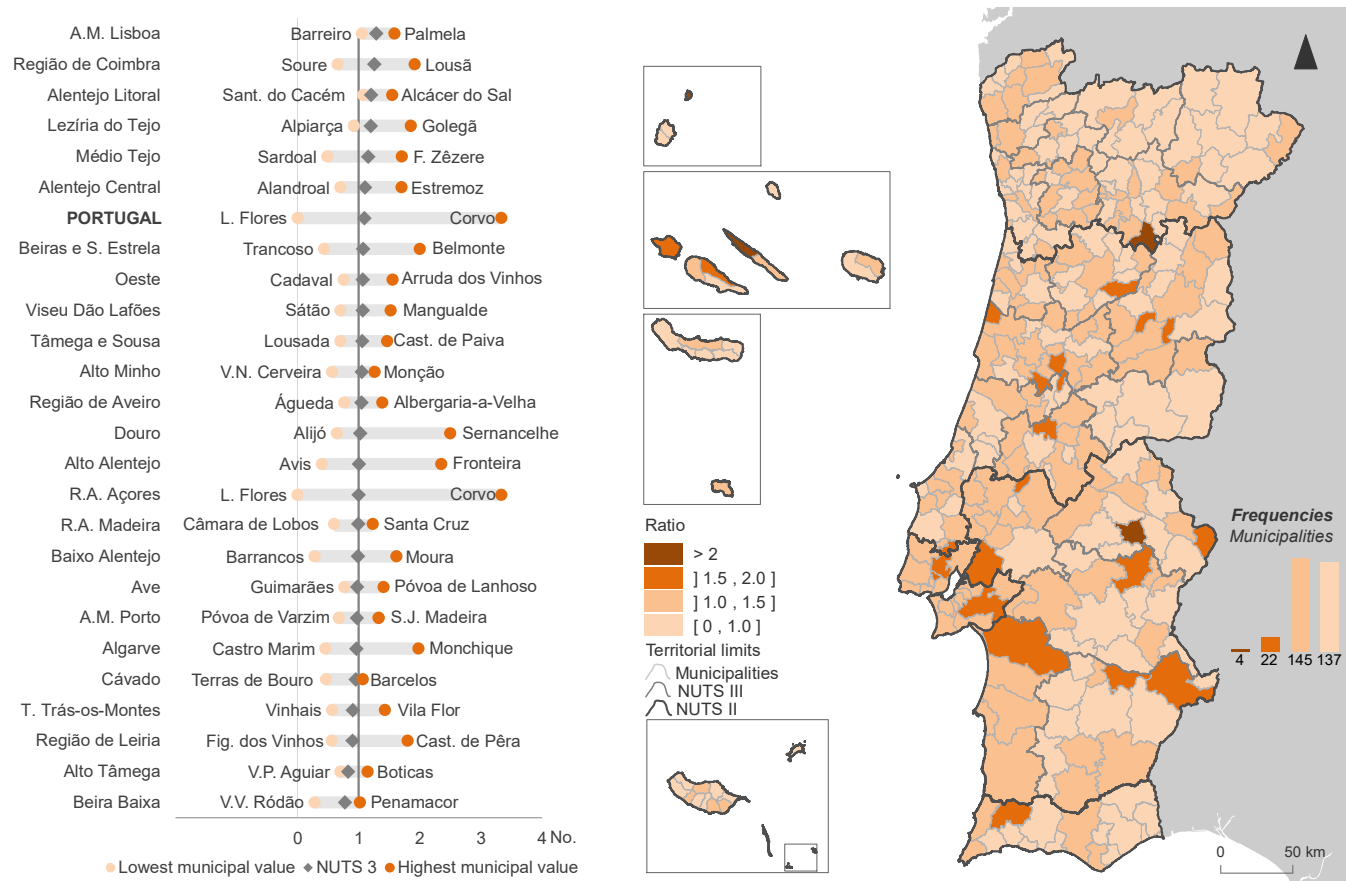 A.M. Lisboa Barreiro Palmela
Região de Coimbra Soure Lousã
Alentejo Litoral Sant. do Cacém Alcácer do Sal
Lezíria do Tejo Alpiarça Golegã
Médio Tejo Sardoal F. Zêzere
Alentejo Central Alandroal Estremoz
PORTUGAL L. Flores Corvo
Beiras e S. Estrela Trancoso Belmonte
Oeste Cadaval Arruda dos Vinhos
Viseu Dão Lafões Sátão Mangualde
Tâmega e Sousa Lousada Cast. de Paiva
Alto Minho V.N. Cerveira Monção
Região de Aveiro Águeda Albergaria-a-Velha
Douro Alijó Sernancelhe
Alto Alentejo Avis Fronteira
R.A. Açores L. Flores Corvo
R.A. Madeira Câmara de Lobos Santa Cruz
Baixo Alentejo Barrancos Moura
Ave Guimarães Póvoa de Lanhoso
A.M. Porto Póvoa de Varzim S.J. Madeira
Algarve Castro Marim Monchique
Cávado Terras de Bouro Barcelos
T. Trás-os-Montes Vinhais Vila Flor
Região de Leiria Fig. dos Vinhos Cast. de Pêra
Alto Tâmega V.P. Aguiar Boticas
Beira Baixa V.V. Ródão Penamacor
0 1 2 3 4 No.
Lowest municipal value NUTS 3 Highest municipal value
Ratio
> 2
] 1.5 , 2.0 ]
] 1.0 , 1.5 ]
[ 0 , 1.0 ]
Territorial limits
Municipalities
NUTS III
NUTS II
Frequencies
Municipalities
4 22 145 137
0 50 km